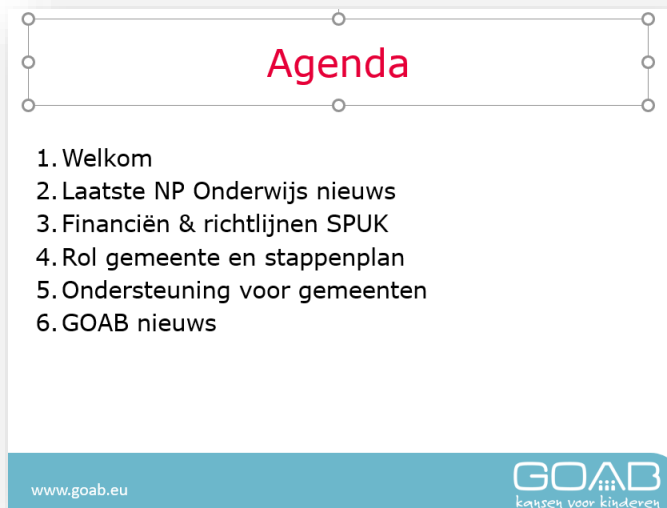 Agenda
1. Welkom
2. Laatste NP Onderwijs nieuws
3. Financiën & richtlijnen SPUK
4. Rol gemeente en stappenplan
5. Ondersteuning voor gemeenten
6. GOAB nieuws
www.goab.eu
GOAB
kansen voor kinderen